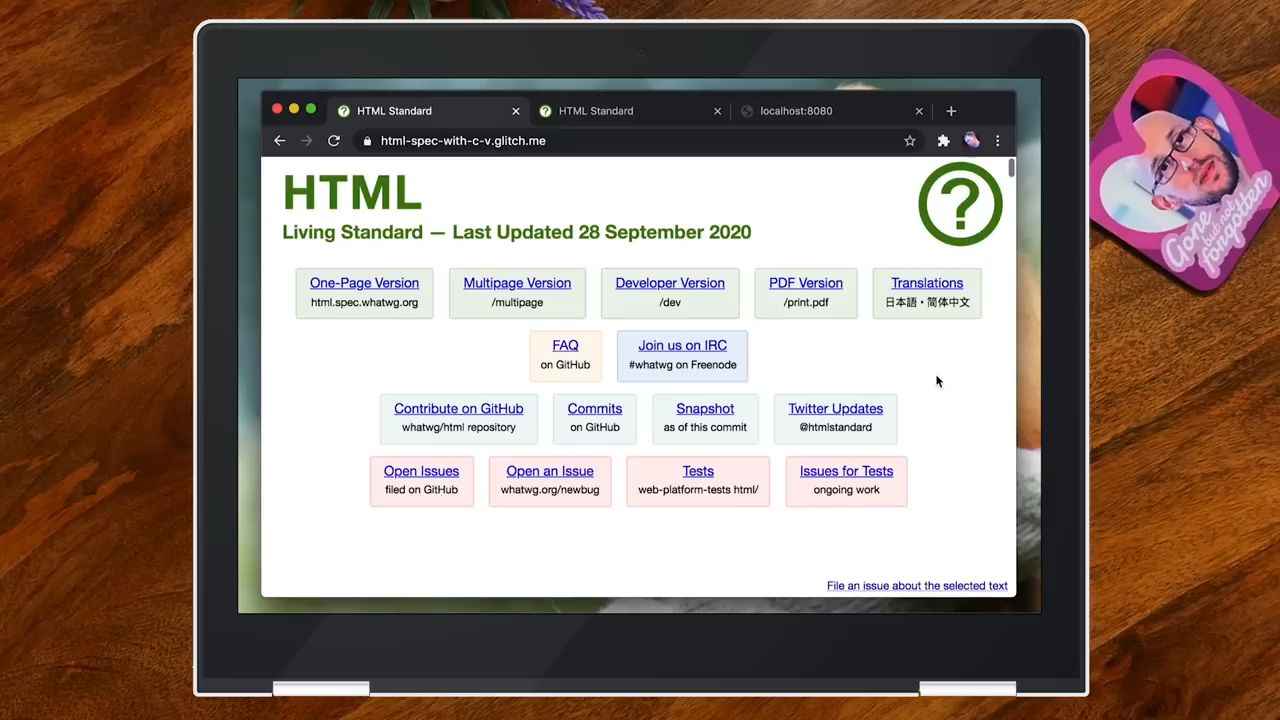 HTML Standard
HTML Standard
localhost:8080
html-spec-with-c-v.glitch.me
HTML
Living Standard — Last Updated 28 September 2020
One-Page Version
html.spec.whatwg.org
Multipage Version
/multipage
Developer Version
/dev
PDF Version
/print.pdf
Translations
日本語・简体中文
FAQ
on GitHub
Join us on IRC
#whatwg on Freenode
Contribute on GitHub
whatwg/html repository
Commits
on GitHub
Snapshot
as of this commit
Twitter Updates
@htmlstandard
Open Issues
filed on GitHub
Open an Issue
whatwg.org/newbug
Tests
web-platform-tests html/
Issues for Tests
ongoing work
File an issue about the selected text
Gone
but not
forgotten